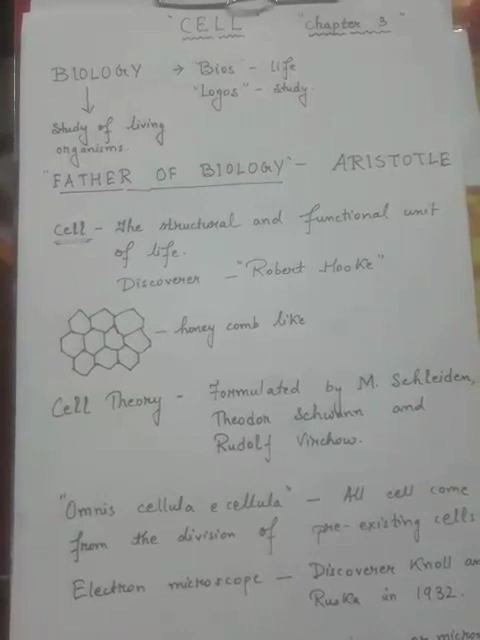 "CELL" "Chapter 3"
BIOLOGY → "Bios" - life
"Logos" - study.
Study of living
organisms.
"FATHER OF BIOLOGY" - ARISTOTLE
Cell - The structural and functional unit
of life.
Discoverer - "Robert Hooke"
- honey comb like
Cell Theory - Formulated by M. Schleiden,
Theodor Schwann and
Rudolf Virchow.
"Omnis cellula e cellula" - All cell come
from the division of pre-existing cells
Electron microscope - Discoverer Knoll an
Ruska in 1932.